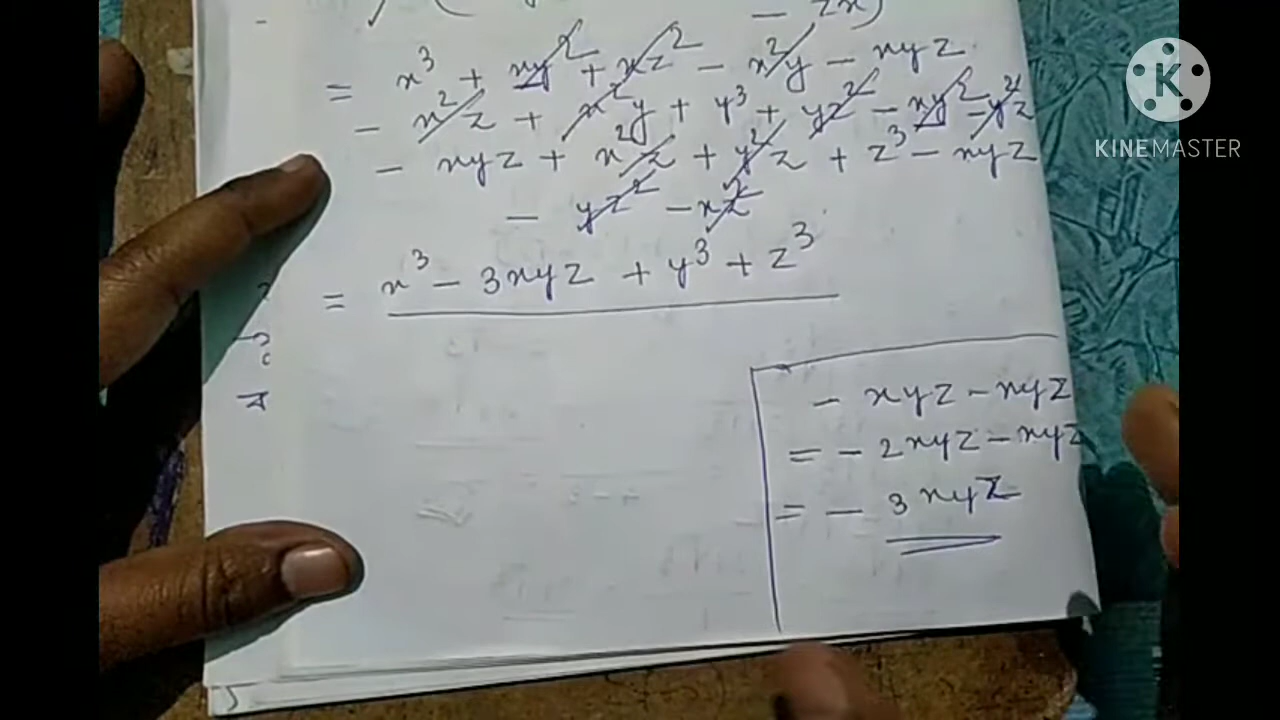 - zx)
= x³ + xy² + xz² - x²y - xyz
- x²z + x²y + y³ + yz² - xy² - y²z
- xyz + x²z + y²z + z³ - xyz
- yz² - xz²
= x³ - 3xyz + y³ + z³
- xyz - xyz
= - 2xyz - xyz
= - 3xyz
K
KINEMASTER